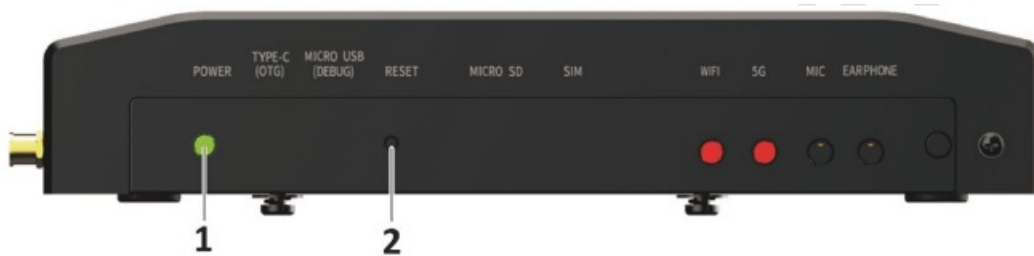 POWER
TYPE-C
(OTG)
MICRO USB
(DEBUG)
RESET
MICRO SD
SIM
WIFI
5G
MIC
EARPHONE
1
2